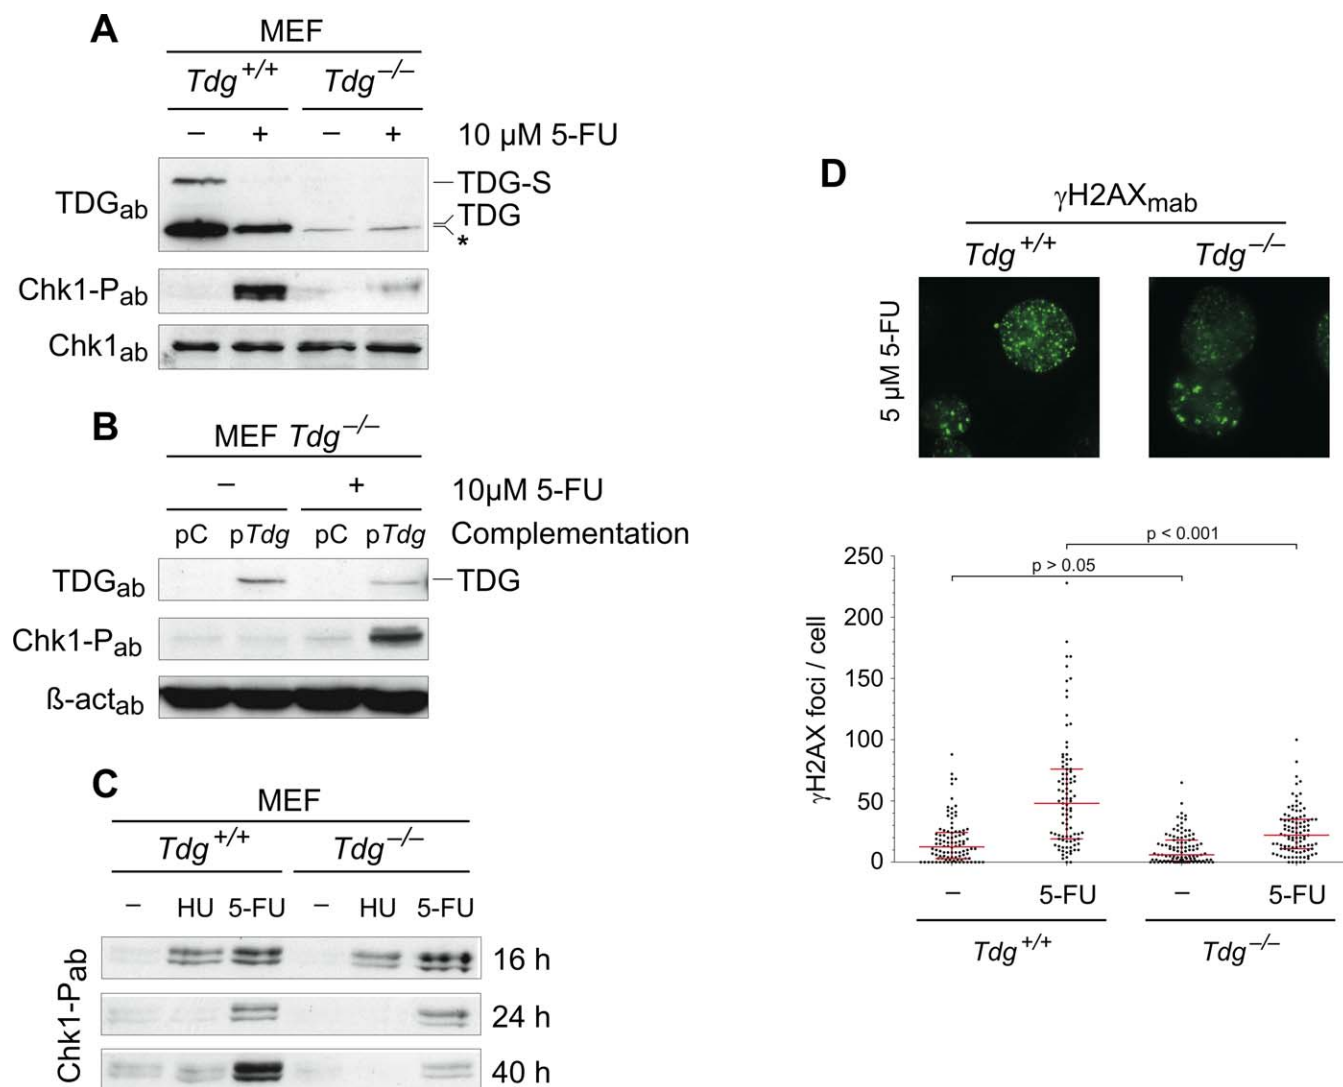 A
MEF
Tdg+/+ Tdg–/–
– + – + 10 µM 5-FU
TDGab TDG-S
TDG
*
Chk1-Pab
Chk1ab
B
MEF Tdg–/–
– + 10µM 5-FU
pC pTdg pC pTdg Complementation
TDGab TDG
Chk1-Pab
ß-actab
C
MEF
Tdg+/+ Tdg–/–
– HU 5-FU – HU 5-FU
Chk1-Pab
16 h
24 h
40 h
D
γH2AXmab
Tdg+/+ Tdg–/–
5 µM 5-FU
p < 0.001
p > 0.05
γH2AX foci / cell
250
200
150
100
50
0
– 5-FU – 5-FU
Tdg+/+ Tdg–/–